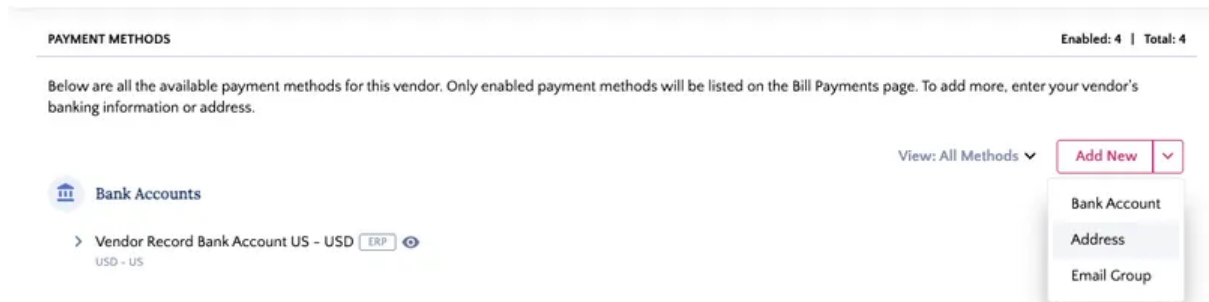 PAYMENT METHODS
Enabled: 4 | Total: 4
Below are all the available payment methods for this vendor. Only enabled payment methods will be listed on the Bill Payments page. To add more, enter your vendor's
banking information or address.
View: All Methods
Add New
Bank Accounts
Bank Account
Vendor Record Bank Account US - USD ERP
Address
USD - US
Email Group